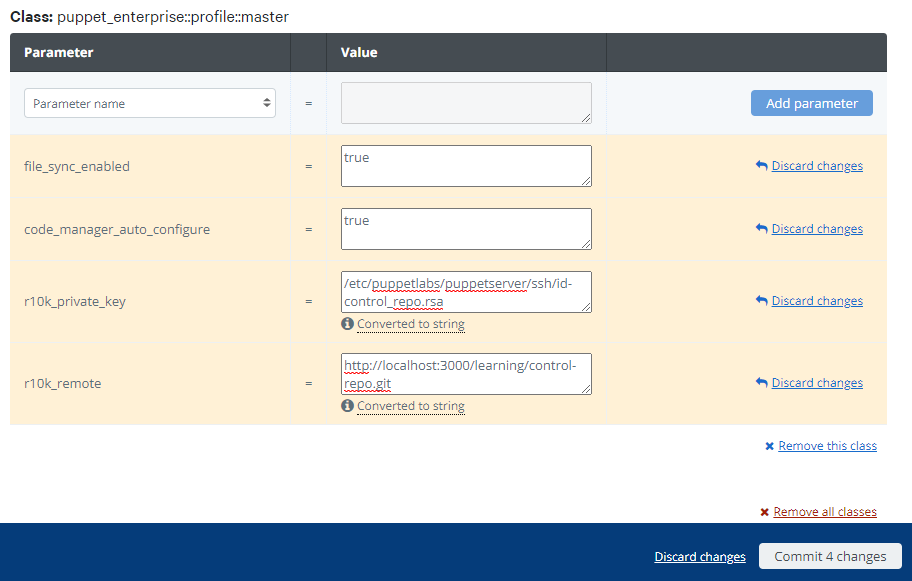 Class: puppet_enterprise::profile::master
Parameter Value
Parameter name = Add parameter
file_sync_enabled = true Discard changes
code_manager_auto_configure = true Discard changes
r10k_private_key = /etc/puppetlabs/puppetserver/ssh/id-
control_repo.rsa Discard changes
Converted to string
r10k_remote = http://localhost:3000/learning/control-
repo.git Discard changes
Converted to string
Remove this class
Remove all classes
Discard changes Commit 4 changes